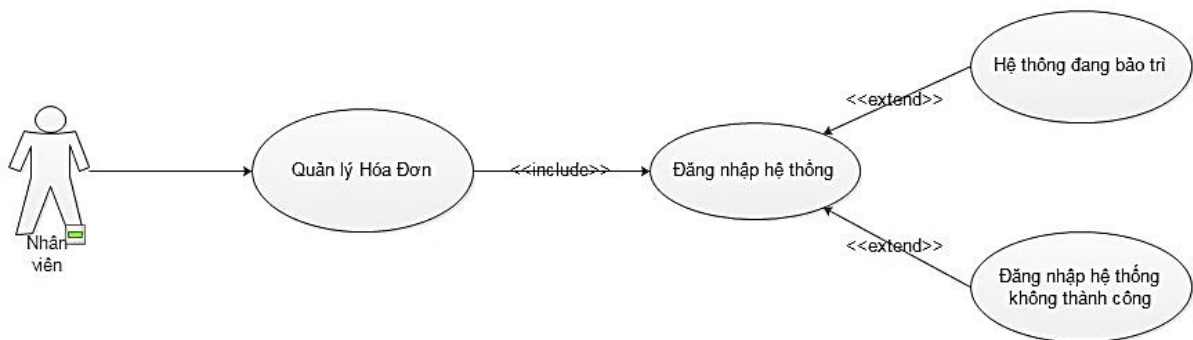 Hệ thông đang bảo trì
<<extend>>
Quản lý Hóa Đơn
<<include>>
Đăng nhập hệ thống
Nhân
viên
<<extend>>
Đăng nhập hệ thống
không thành công